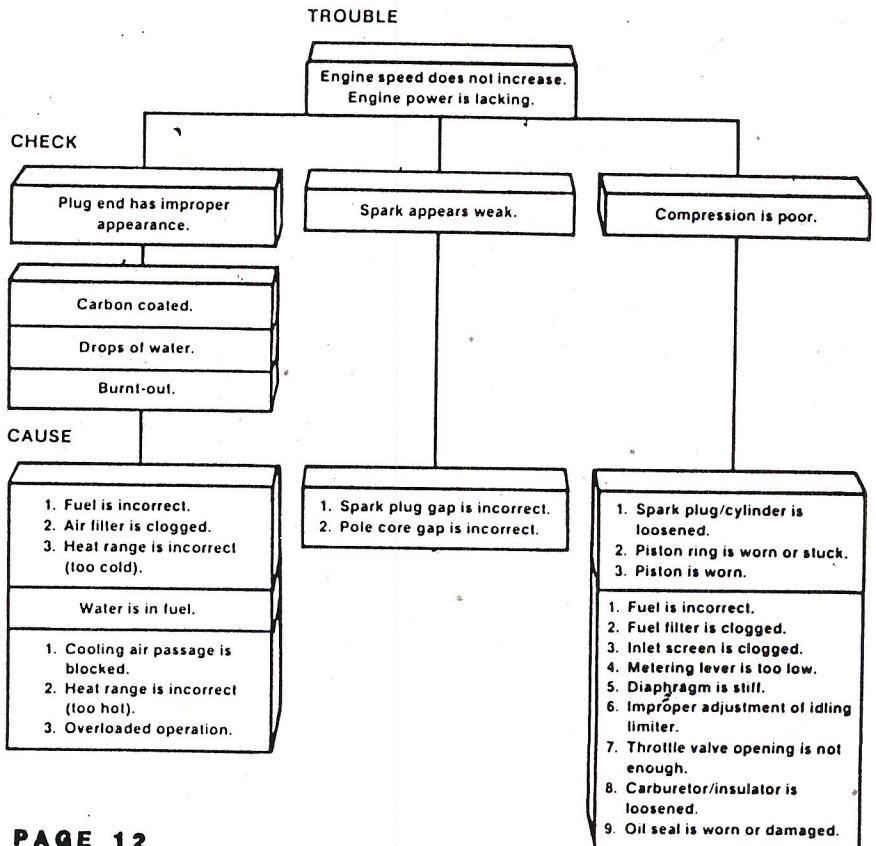 TROUBLE
Engine speed does not increase.
Engine power is lacking.
CHECK
Plug end has improper
appearance.
Spark appears weak.
Compression is poor.
Carbon coated.
Drops of water.
Burnt-out.
CAUSE
1. Fuel is incorrect.
2. Air filter is clogged.
3. Heat range is incorrect
(too cold).
Water is in fuel.
1. Cooling air passage is
blocked.
2. Heat range is incorrect
(too hot).
3. Overloaded operation.
1. Spark plug gap is incorrect.
2. Pole core gap is incorrect.
1. Spark plug/cylinder is
loosened.
2. Piston ring is worn or stuck.
3. Piston is worn.
1. Fuel is incorrect.
2. Fuel filter is clogged.
3. Inlet screen is clogged.
4. Metering lever is too low.
5. Diaphragm is stiff.
6. Improper adjustment of idling
limiter.
7. Throttle valve opening is not
enough.
8. Carburetor/insulator is
loosened.
9. Oil seal is worn or damaged.
PAGE 12